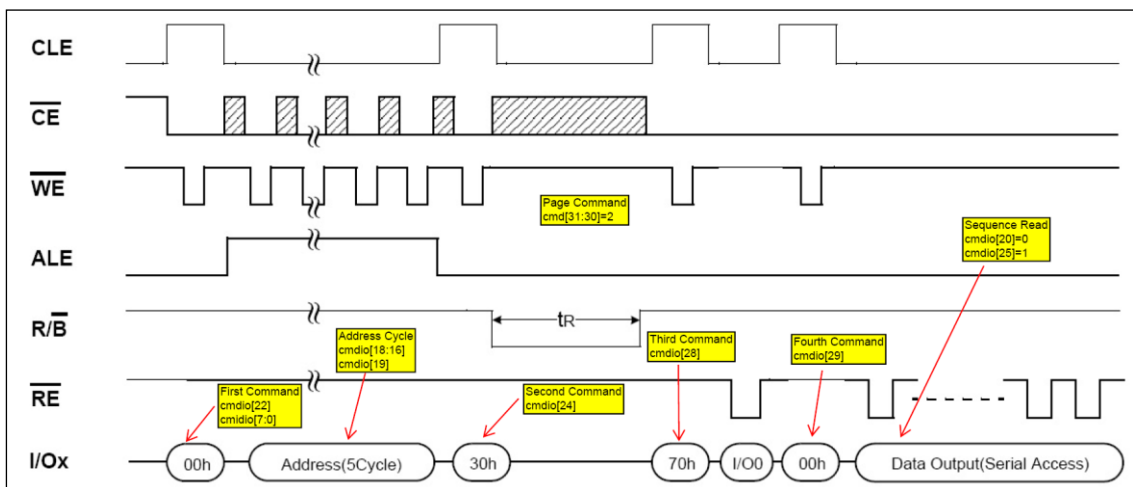 CLE
CE
WE
Page Command
cmd[31:30]=2
Sequence Read
cmdio[20]=0
cmdio[25]=1
ALE
R/B
tR
Address Cycle
cmdio[18:16]
cmdio[19]
Third Command
cmdio[28]
Fourth Command
cmdio[29]
RE
First Command
cmdio[22]
cmidio[7:0]
Second Command
cmdio[24]
I/Ox
00h
Address(5Cycle)
30h
70h
I/O0
00h
Data Output(Serial Access)